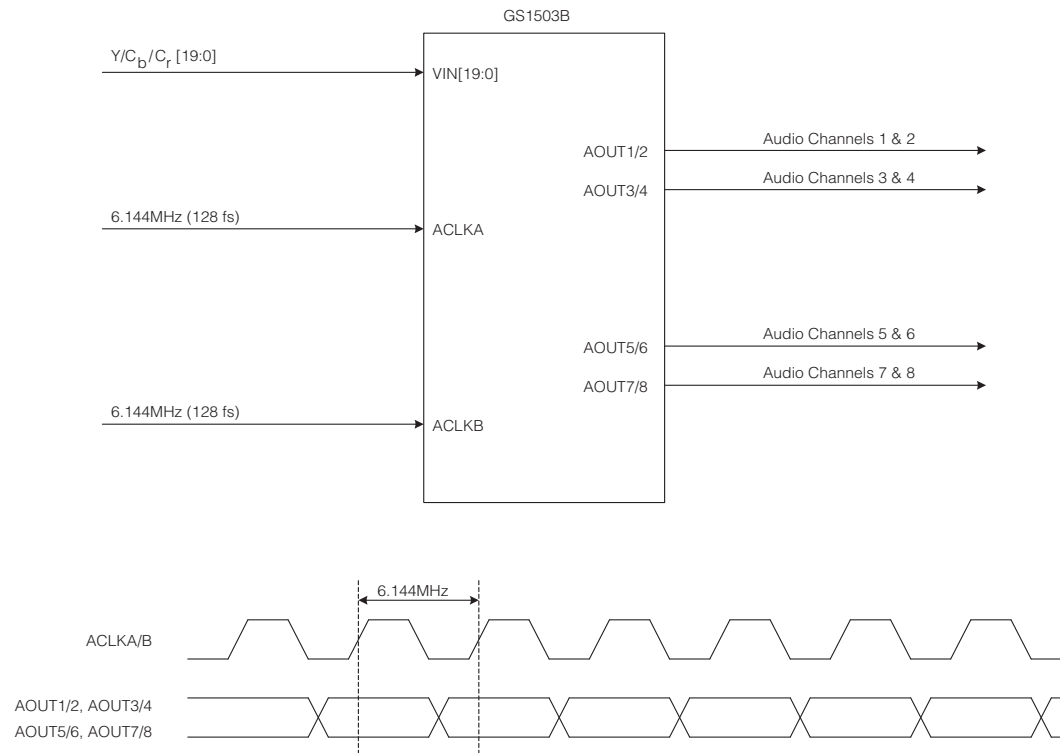 GS1503B
Y/Cb/Cr [19:0]
VIN[19:0]
AOUT1/2
Audio Channels 1 & 2
AOUT3/4
Audio Channels 3 & 4
6.144MHz (128 fs)
ACLKA
AOUT5/6
Audio Channels 5 & 6
AOUT7/8
Audio Channels 7 & 8
6.144MHz (128 fs)
ACLKB
6.144MHz
ACLKA/B
AOUT1/2, AOUT3/4
AOUT5/6, AOUT7/8